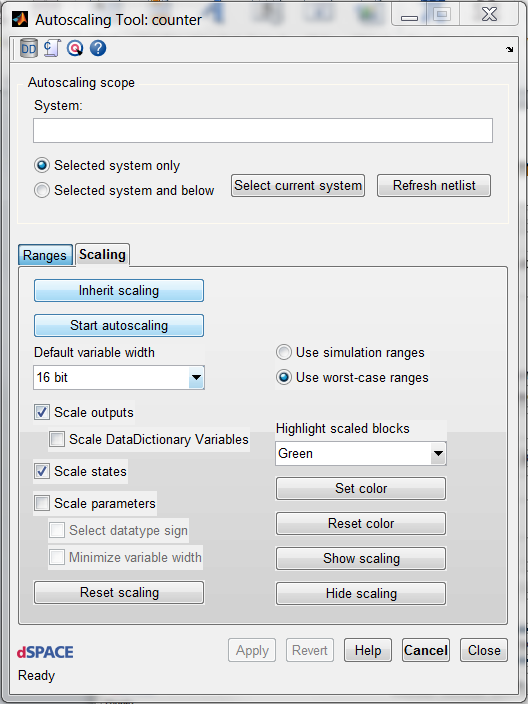 Autoscaling Tool: counter
DD
Autoscaling scope
System:
Selected system only
Selected system and below
Select current system
Refresh netlist
Ranges
Scaling
Inherit scaling
Start autoscaling
Default variable width
16 bit
Use simulation ranges
Use worst-case ranges
Scale outputs
Scale DataDictionary Variables
Scale states
Scale parameters
Select datatype sign
Minimize variable width
Reset scaling
Highlight scaled blocks
Green
Set color
Reset color
Show scaling
Hide scaling
dSPACE
Apply
Revert
Help
Cancel
Close
Ready